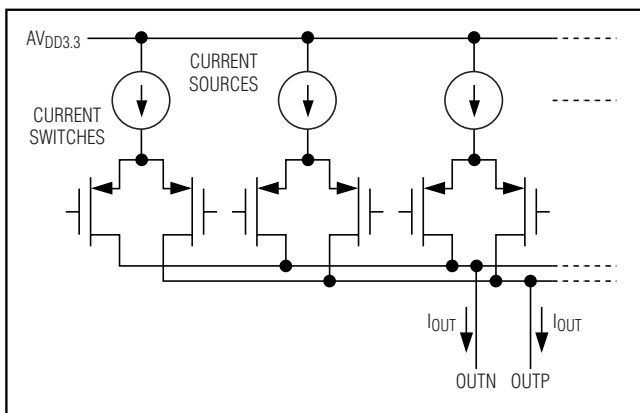 AVDD3.3
CURRENT
SOURCES
CURRENT
SWITCHES
IOUT
IOUT
OUTN
OUTP